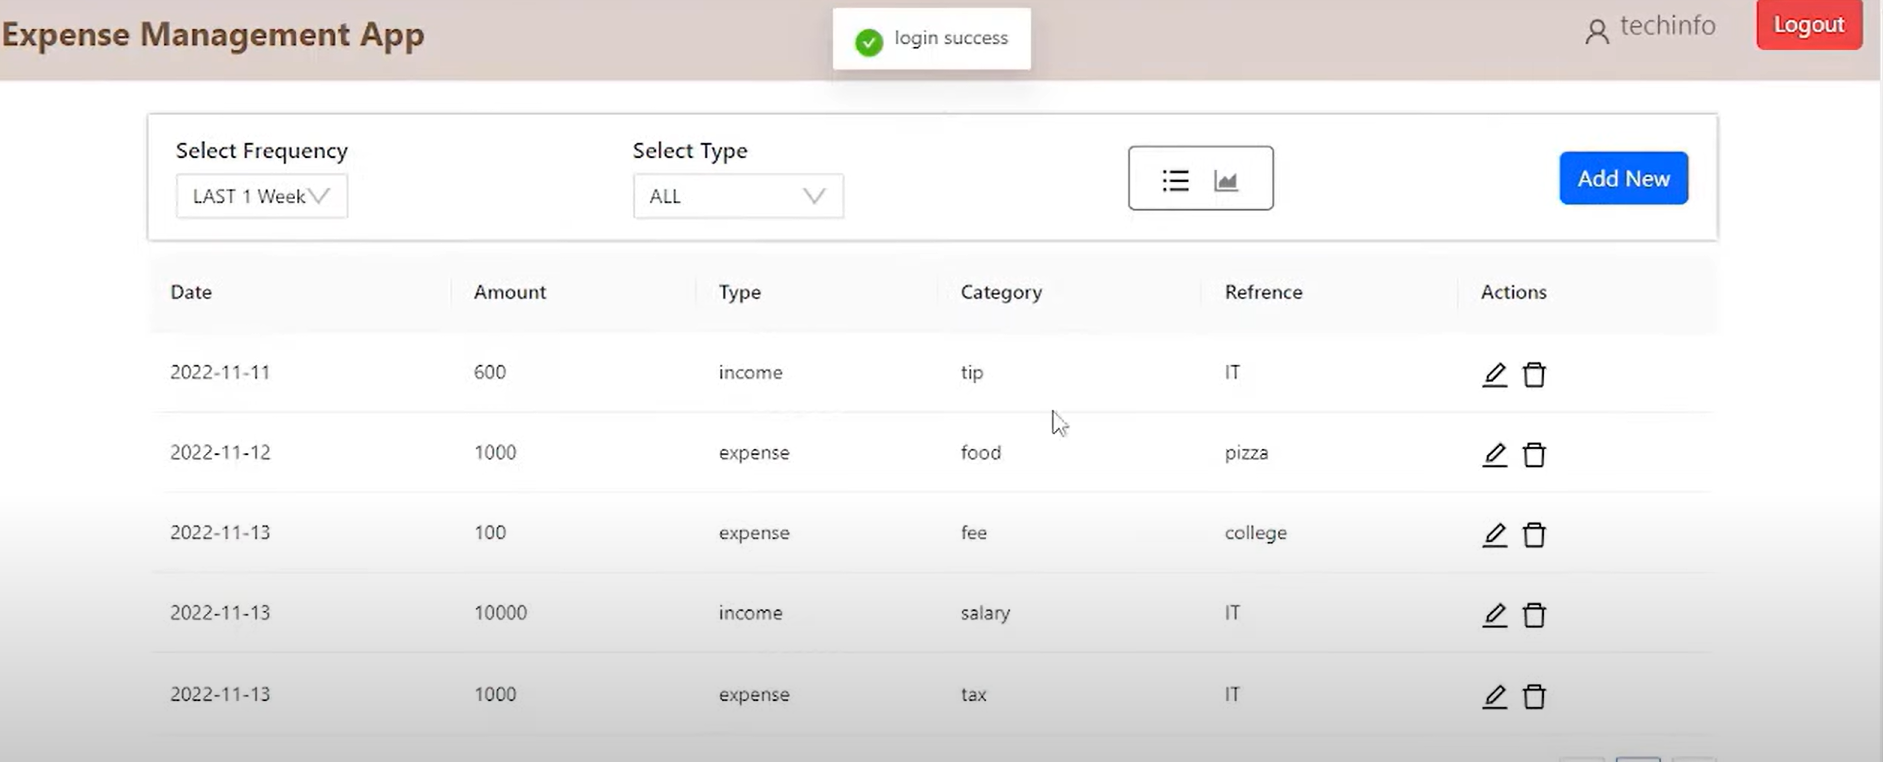 Expense Management App
login success
techinfo
Logout
Select Frequency
Select Type
LAST 1 Week
ALL
Add New
Date Amount Type Category Refrence Actions
2022-11-11 600 income tip IT
2022-11-12 1000 expense food pizza
2022-11-13 100 expense fee college
2022-11-13 10000 income salary IT
2022-11-13 1000 expense tax IT